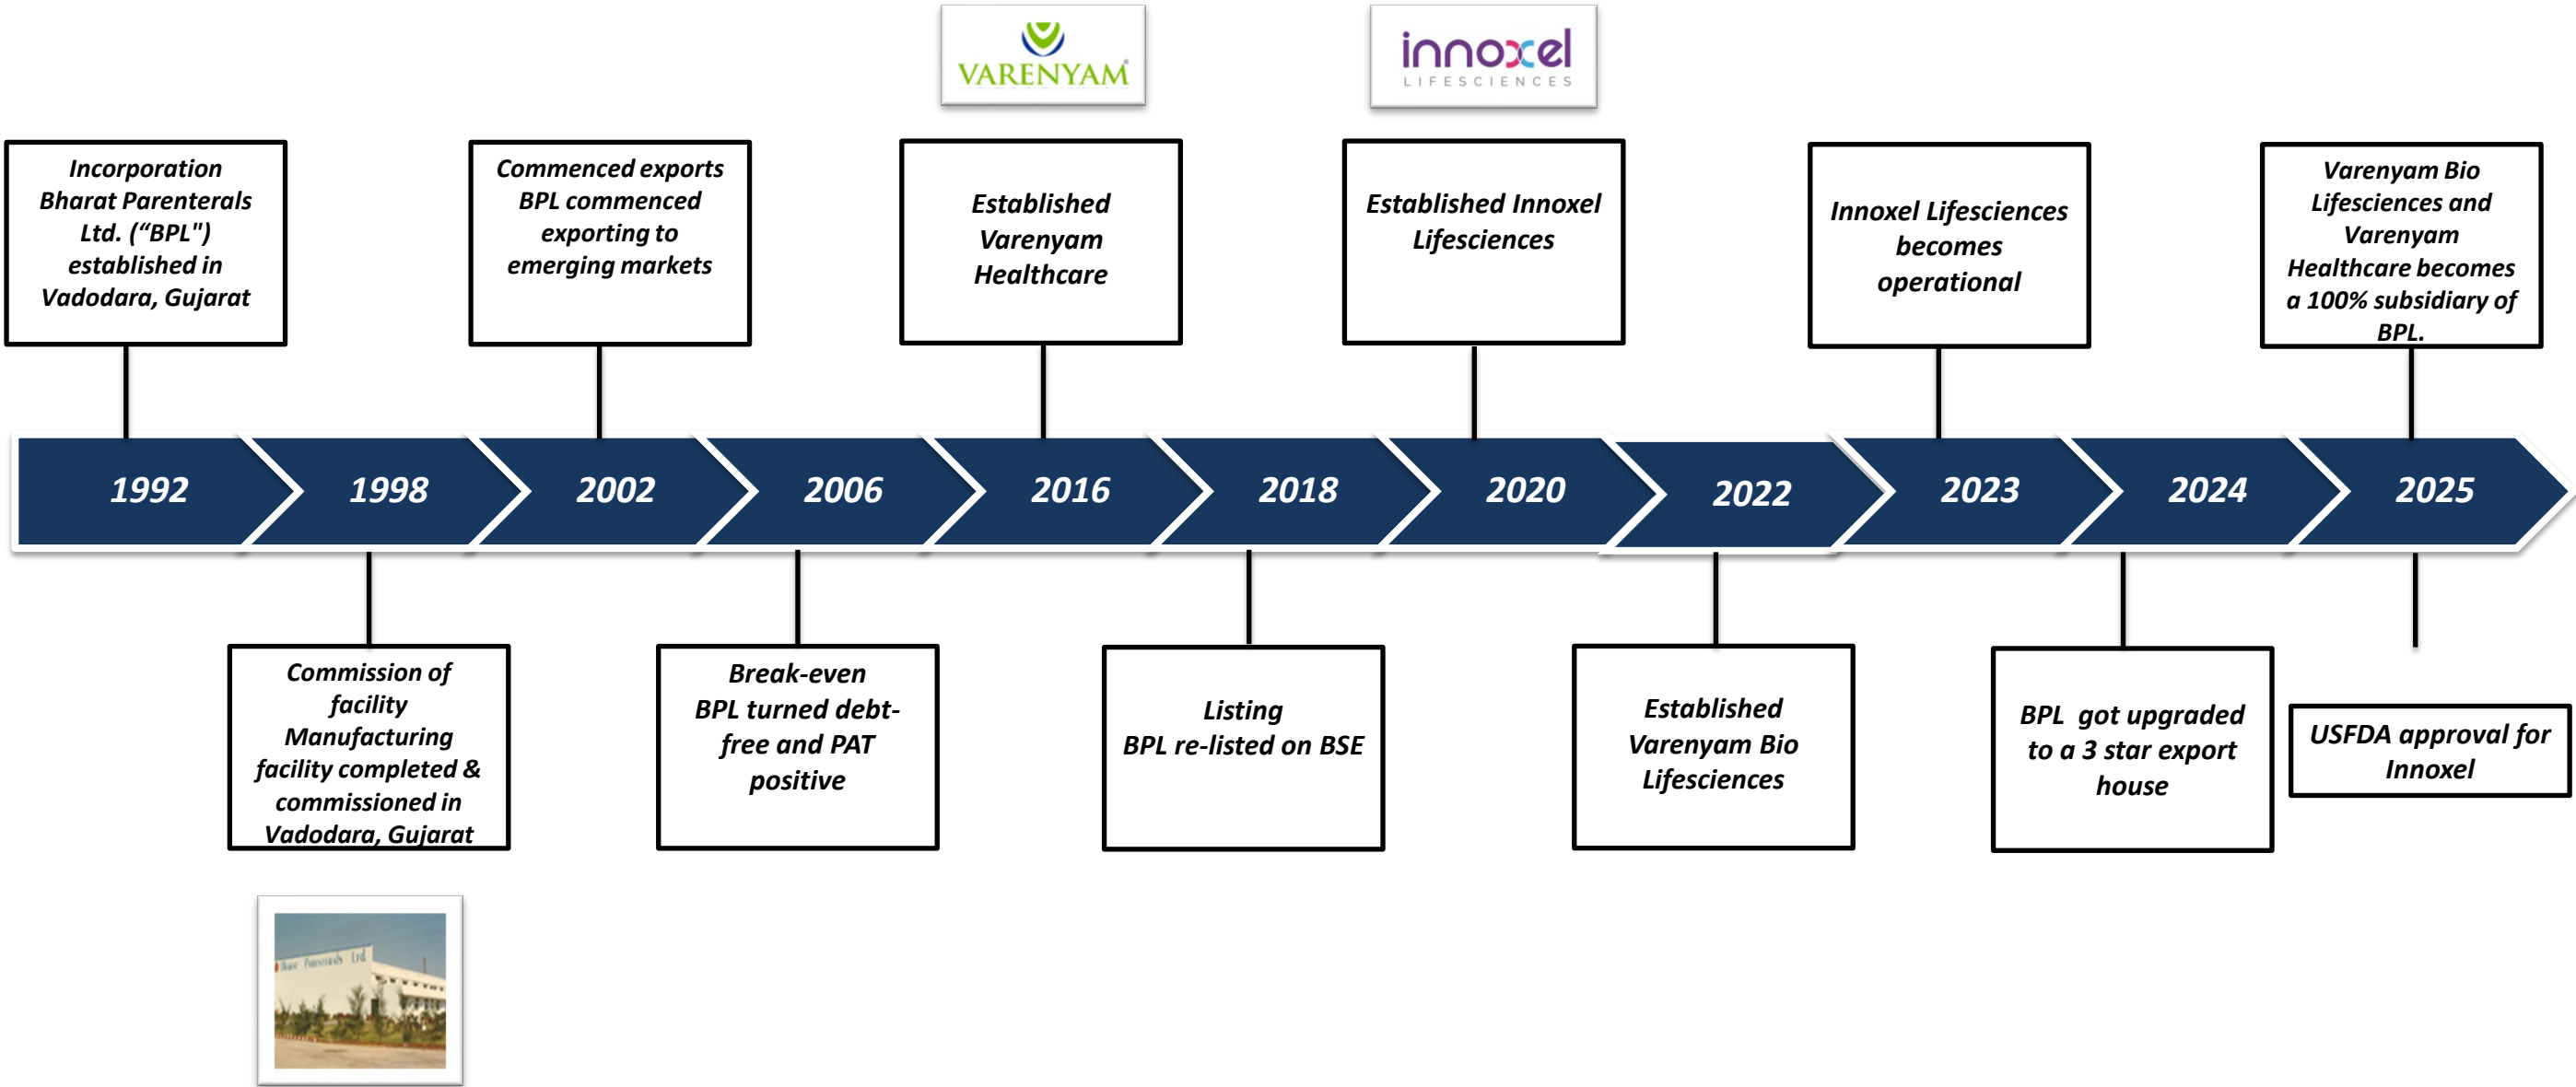 VARENYAM
innoxel
LIFESCIENCES
Incorporation
Bharat Parenterals
Ltd. (“BPL")
established in
Vadodara, Gujarat
Commenced exports
BPL commenced
exporting to
emerging markets
Established
Varenyam
Healthcare
Established Innoxel
Lifesciences
Innoxel Lifesciences
becomes
operational
Varenyam Bio
Lifesciences and
Varenyam
Healthcare becomes
a 100% subsidiary of
BPL.
1992
1998
2002
2006
2016
2018
2020
2022
2023
2024
2025
Commission of
facility
Manufacturing
facility completed &
commissioned in
Vadodara, Gujarat
Break-even
BPL turned debt-
free and PAT
positive
Listing
BPL re-listed on BSE
Established
Varenyam Bio
Lifesciences
BPL got upgraded
to a 3 star export
house
USFDA approval for
Innoxel
Bharat Parenterals Ltd.